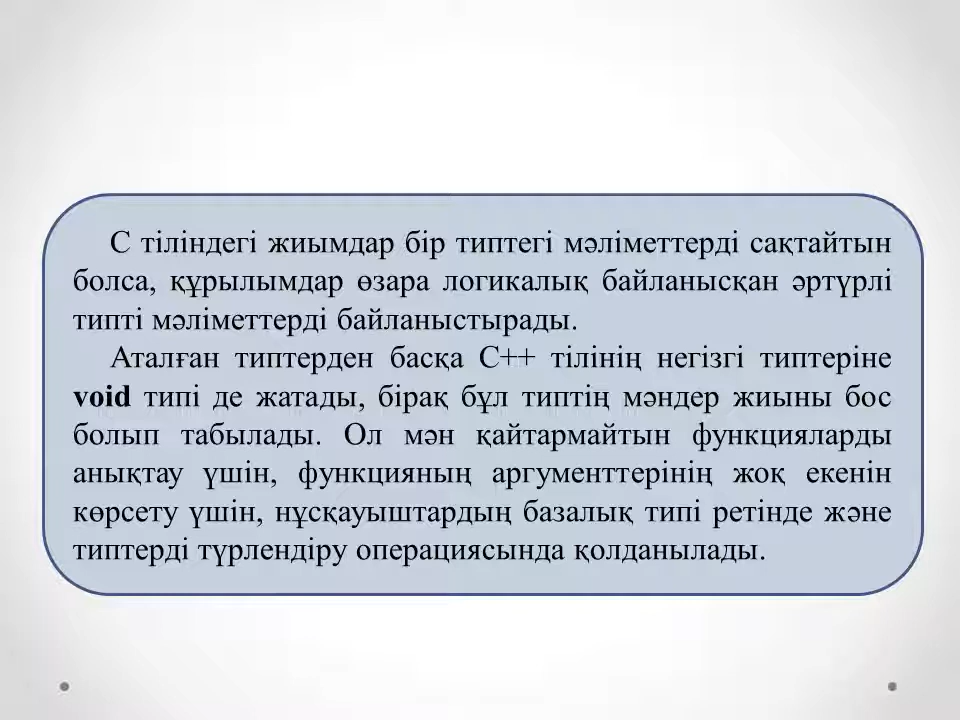 С тіліндегі жиымдар бір типтегі мәліметтерді сақтайтын
болса, құрылымдар өзара логикалық байланысқан әртүрлі
типті мәліметтерді байланыстырады.
Аталған типтерден басқа С++ тілінің негізгі типтеріне
void типі де жатады, бірақ бұл типтің мәндер жиыны бос
болып табылады. Ол мән қайтармайтын функцияларды
анықтау үшін, функцияның аргументтерінің жоқ екенін
көрсету үшін, нұсқауыштардың базалық типі ретінде және
типтерді түрлендіру операциясында қолданылады.